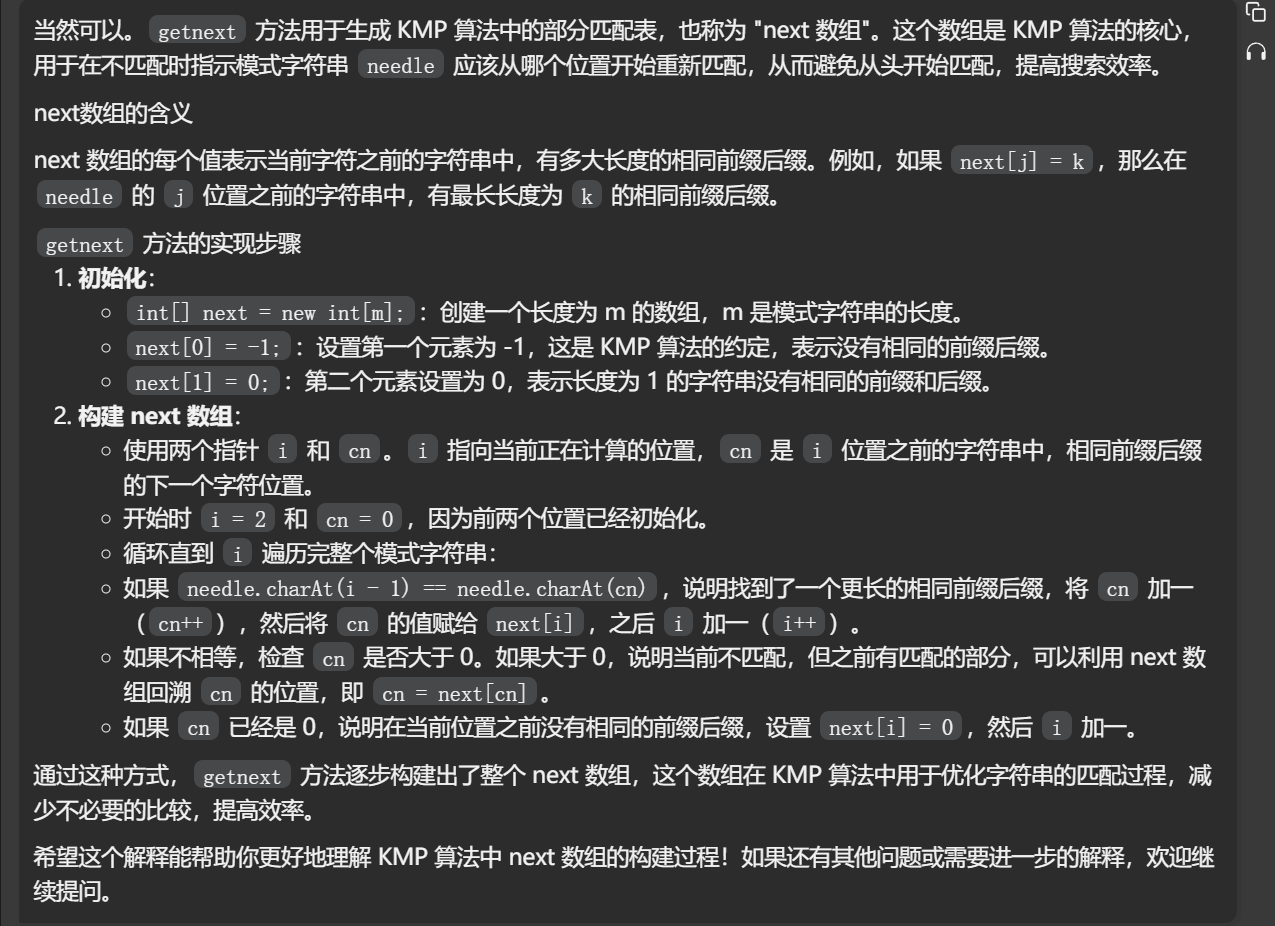 当然可以。 getnext 方法用于生成 KMP 算法中的部分匹配表，也称为 "next 数组"。这个数组是 KMP 算法的核心，
用于在不匹配时指示模式字符串 needle 应该从哪个位置开始重新匹配，从而避免从头开始匹配，提高搜索效率。
next数组的含义
next 数组的每个值表示当前字符之前的字符串中，有多大长度的相同前缀后缀。例如，如果 next[j] = k ，那么在
needle 的 j 位置之前的字符串中，有最长长度为 k 的相同前缀后缀。
getnext 方法的实现步骤
1. 初始化：
○ int[] next = new int[m]; ：创建一个长度为 m 的数组，m 是模式字符串的长度。
○ next[0] = -1; ：设置第一个元素为 -1，这是 KMP 算法的约定，表示没有相同的前缀后缀。
○ next[1] = 0; ：第二个元素设置为 0，表示长度为 1 的字符串没有相同的前缀和后缀。
2. 构建 next 数组：
○ 使用两个指针 i 和 cn 。 i 指向当前正在计算的位置， cn 是 i 位置之前的字符串中，相同前缀后缀
的下一个字符位置。
○ 开始时 i = 2 和 cn = 0 ，因为前两个位置已经初始化。
○ 循环直到 i 遍历完整个模式字符串：
○ 如果 needle.charAt(i - 1) == needle.charAt(cn) ，说明找到了一个更长的相同前缀后缀，将 cn 加一
（ cn++ ），然后将 cn 的值赋给 next[i] ，之后 i 加一（ i++ ）。
○ 如果不相等，检查 cn 是否大于 0。如果大于 0，说明当前不匹配，但之前有匹配的部分，可以利用 next 数
组回溯 cn 的位置，即 cn = next[cn] 。
○ 如果 cn 已经是 0，说明在当前位置之前没有相同的前缀后缀，设置 next[i] = 0 ，然后 i 加一。
通过这种方式， getnext 方法逐步构建出了整个 next 数组，这个数组在 KMP 算法中用于优化字符串的匹配过程，减
少不必要的比较，提高效率。
希望这个解释能帮助你更好地理解 KMP 算法中 next 数组的构建过程！如果还有其他问题或需要进一步的解释，欢迎继
续提问。